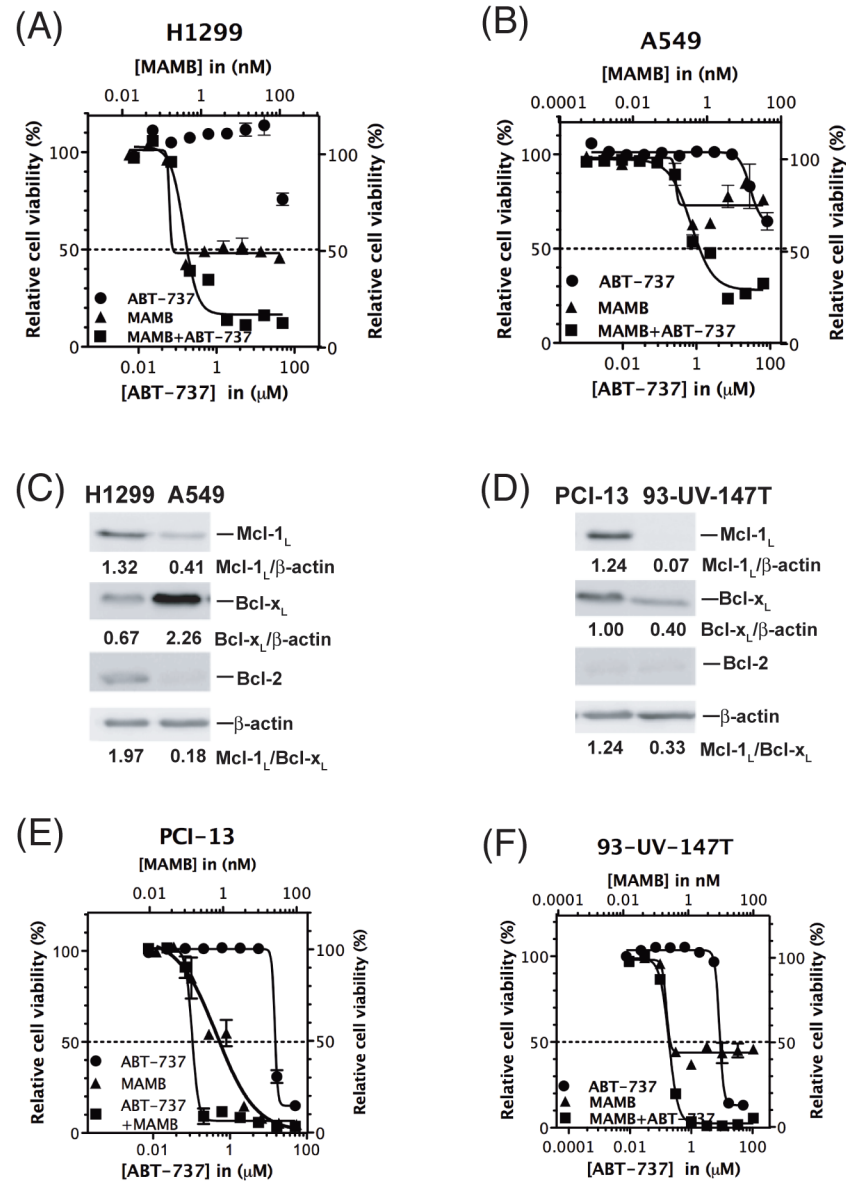 (A)
H1299
[MAMB] in (nM)
0.01 1 100
Relative cell viability (%)
100
50
0
100
50
0
Relative cell viability (%)
ABT-737
MAMB
MAMB+ABT-737
0.01 1 100
[ABT-737] in (μM)
(B)
A549
[MAMB] in (nM)
0.0001 0.01 1 100
Relative cell viability (%)
100
50
0
100
50
0
Relative cell viability (%)
ABT-737
MAMB
MAMB+ABT-737
0.01 1 100
[ABT-737] in (μM)
(C)
H1299 A549
Mcl-1L
1.32 0.41 Mcl-1L/β-actin
Bcl-xL
0.67 2.26 Bcl-xL/β-actin
Bcl-2
β-actin
1.97 0.18 Mcl-1L/Bcl-xL
(D)
PCI-13 93-UV-147T
Mcl-1L
1.24 0.07 Mcl-1L/β-actin
Bcl-xL
1.00 0.40 Bcl-xL/β-actin
Bcl-2
β-actin
1.24 0.33 Mcl-1L/Bcl-xL
(E)
PCI-13
[MAMB] in (nM)
0.01 1 100
Relative cell viability (%)
100
50
0
100
50
0
Relative cell viability (%)
ABT-737
MAMB
ABT-737
+MAMB
0.01 1 100
[ABT-737] in (μM)
(F)
93-UV-147T
[MAMB] in nM
0.0001 0.01 1 100
Relative cell viability (%)
100
50
0
100
50
0
Relative cell viability (%)
ABT-737
MAMB
MAMB+ABT-737
0.0001 0.01 1 100
[ABT-737] in (μM)